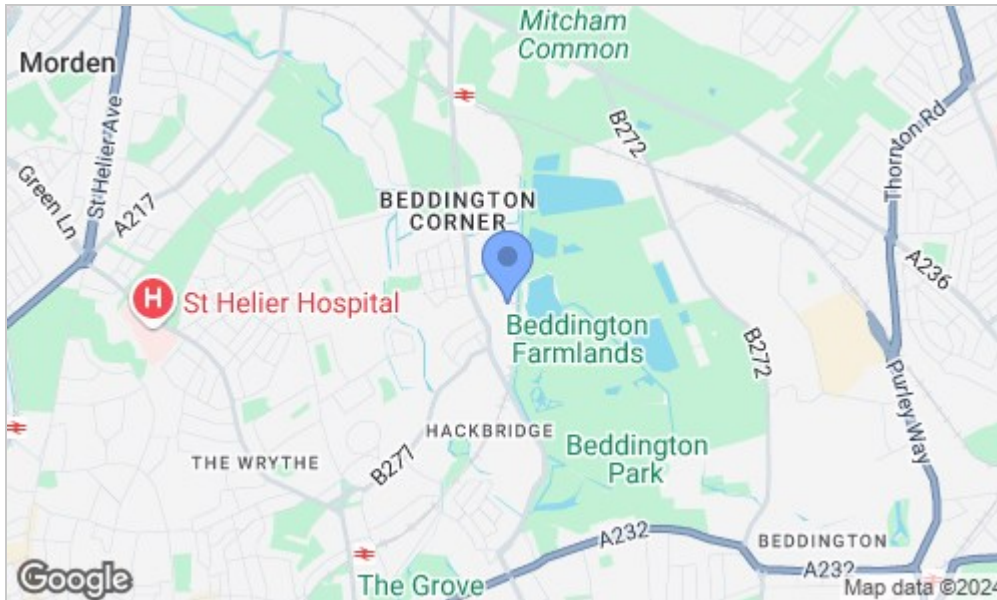 Mitcham
Common
Morden
St Helier Ave
Green Ln
A217
B272
Thornton Rd
BEDDINGTON
CORNER
A236
H St Helier Hospital
Beddington
Farmlands
B272
Purley Way
HACKBRIDGE
THE WRYTHE
B277
Beddington
Park
A232
BEDDINGTON
A232
The Grove
Google
Map data ©2024